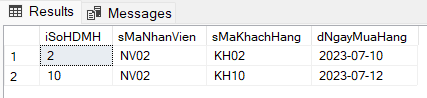 Results Messages
iSoHDMH sMaNhanVien sMaKhachHang dNgayMuaHang
1 2 NV02 KH02 2023-07-10
2 10 NV02 KH10 2023-07-12